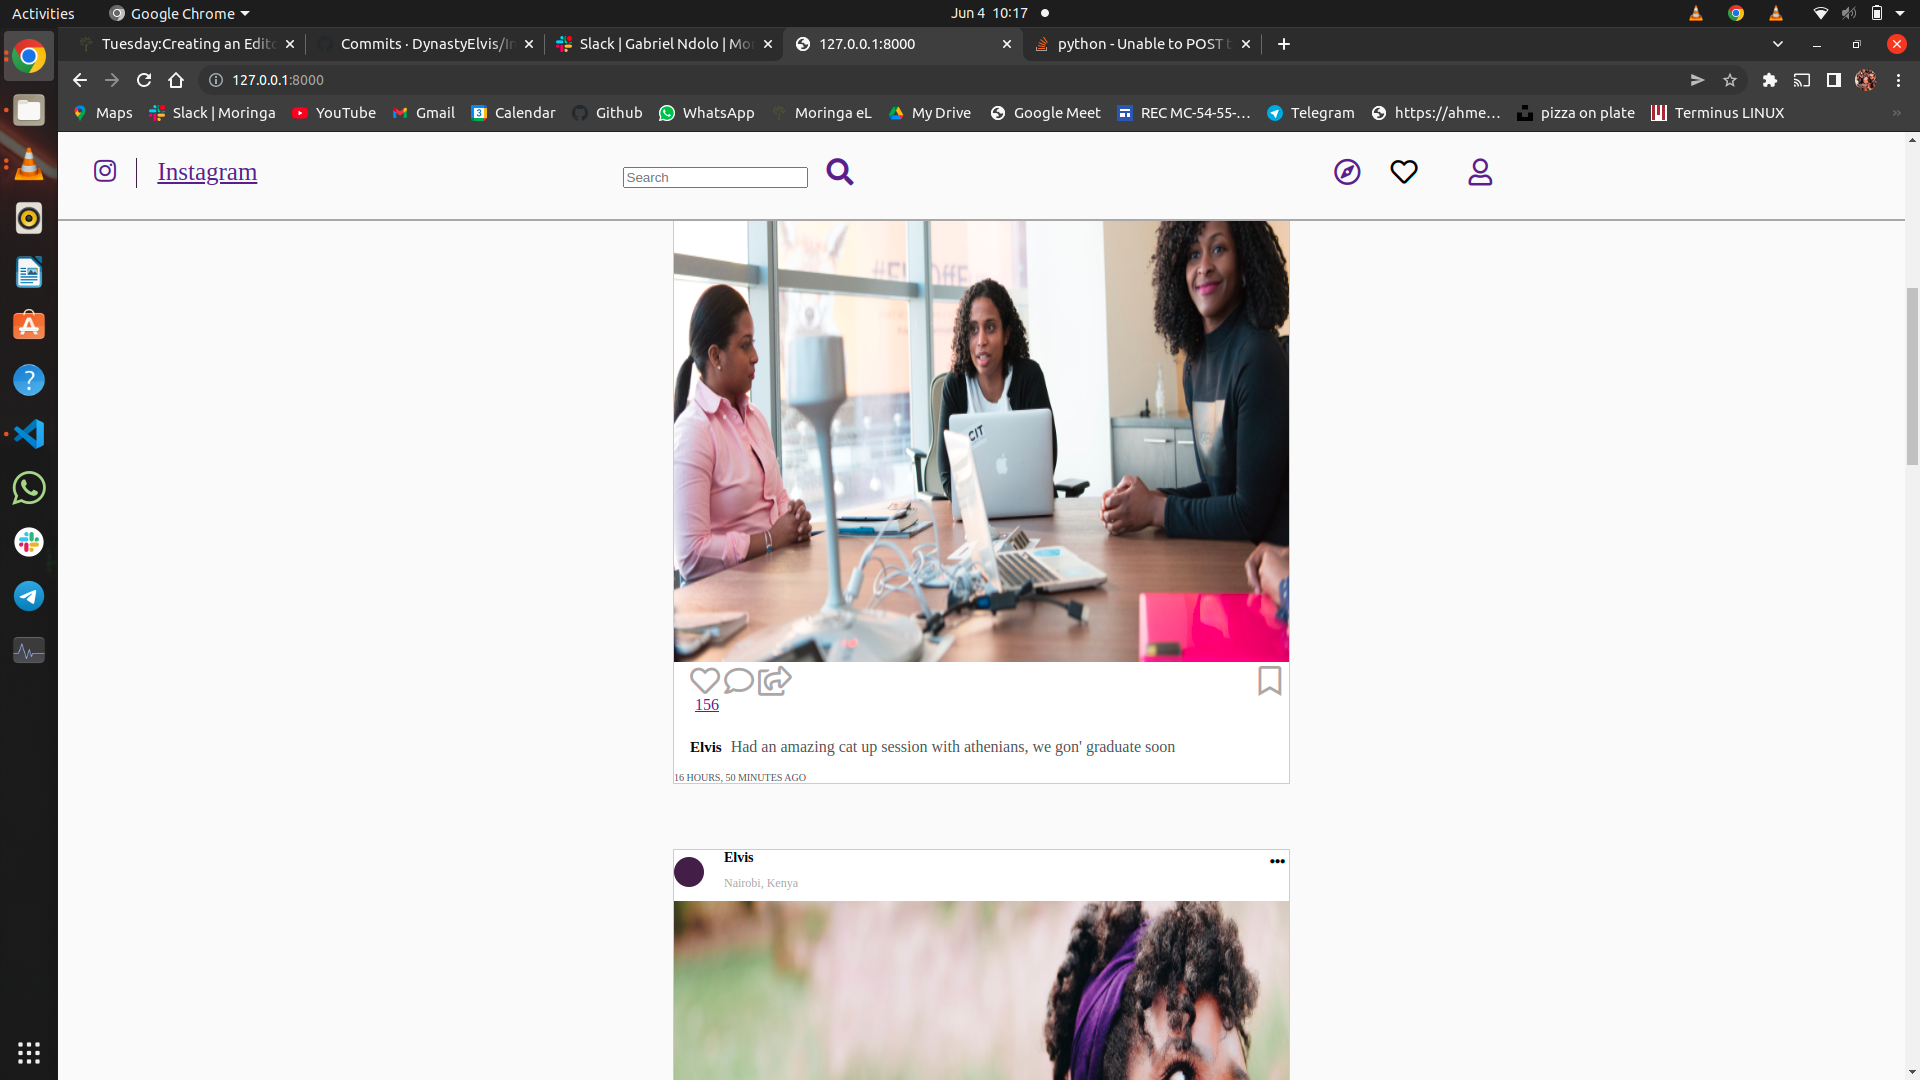 Activities Google Chrome Jun 4 10:17
Tuesday:Creating an Edito Commits · DynastyElvis/In Slack | Gabriel Ndolo | Mor 127.0.0.1:8000 python - Unable to POST t
127.0.0.1:8000
Maps Slack | Moringa YouTube Gmail Calendar Github WhatsApp Moringa eL My Drive Google Meet REC MC-54-55-... Telegram https://ahme... pizza on plate Terminus LINUX
Instagram Search
CIT
156
Elvis Had an amazing cat up session with athenians, we gon' graduate soon
16 HOURS, 50 MINUTES AGO
Elvis
Nairobi, Kenya